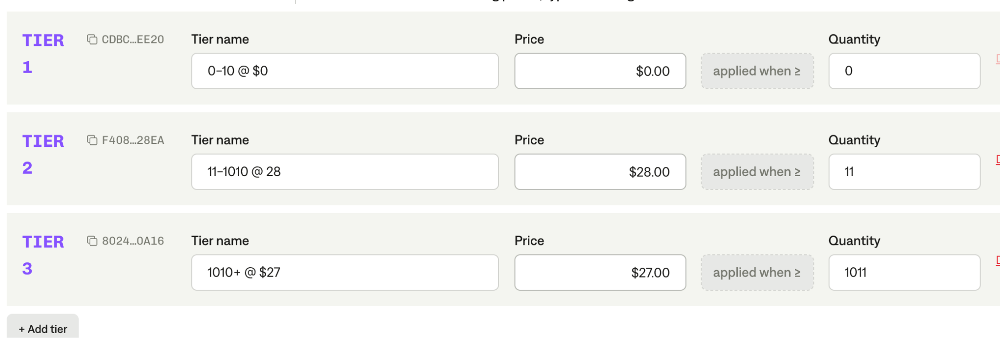 TIER
1
CDBC...EE20
Tier name
0-10 @ $0
Price
$0.00
applied when ≥
Quantity
0
TIER
2
F408...28EA
Tier name
11-1010 @ 28
Price
$28.00
applied when ≥
Quantity
11
TIER
3
8024...0A16
Tier name
1010+ @ $27
Price
$27.00
applied when ≥
Quantity
1011
+ Add tier